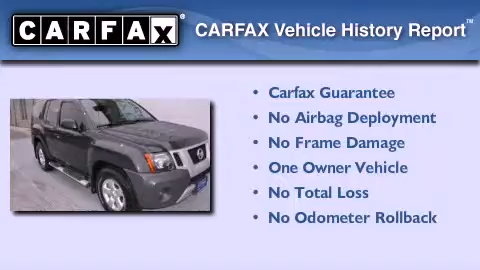 CARFAX®
CARFAX Vehicle History Report™
• Carfax Guarantee
• No Airbag Deployment
• No Frame Damage
• One Owner Vehicle
• No Total Loss
• No Odometer Rollback